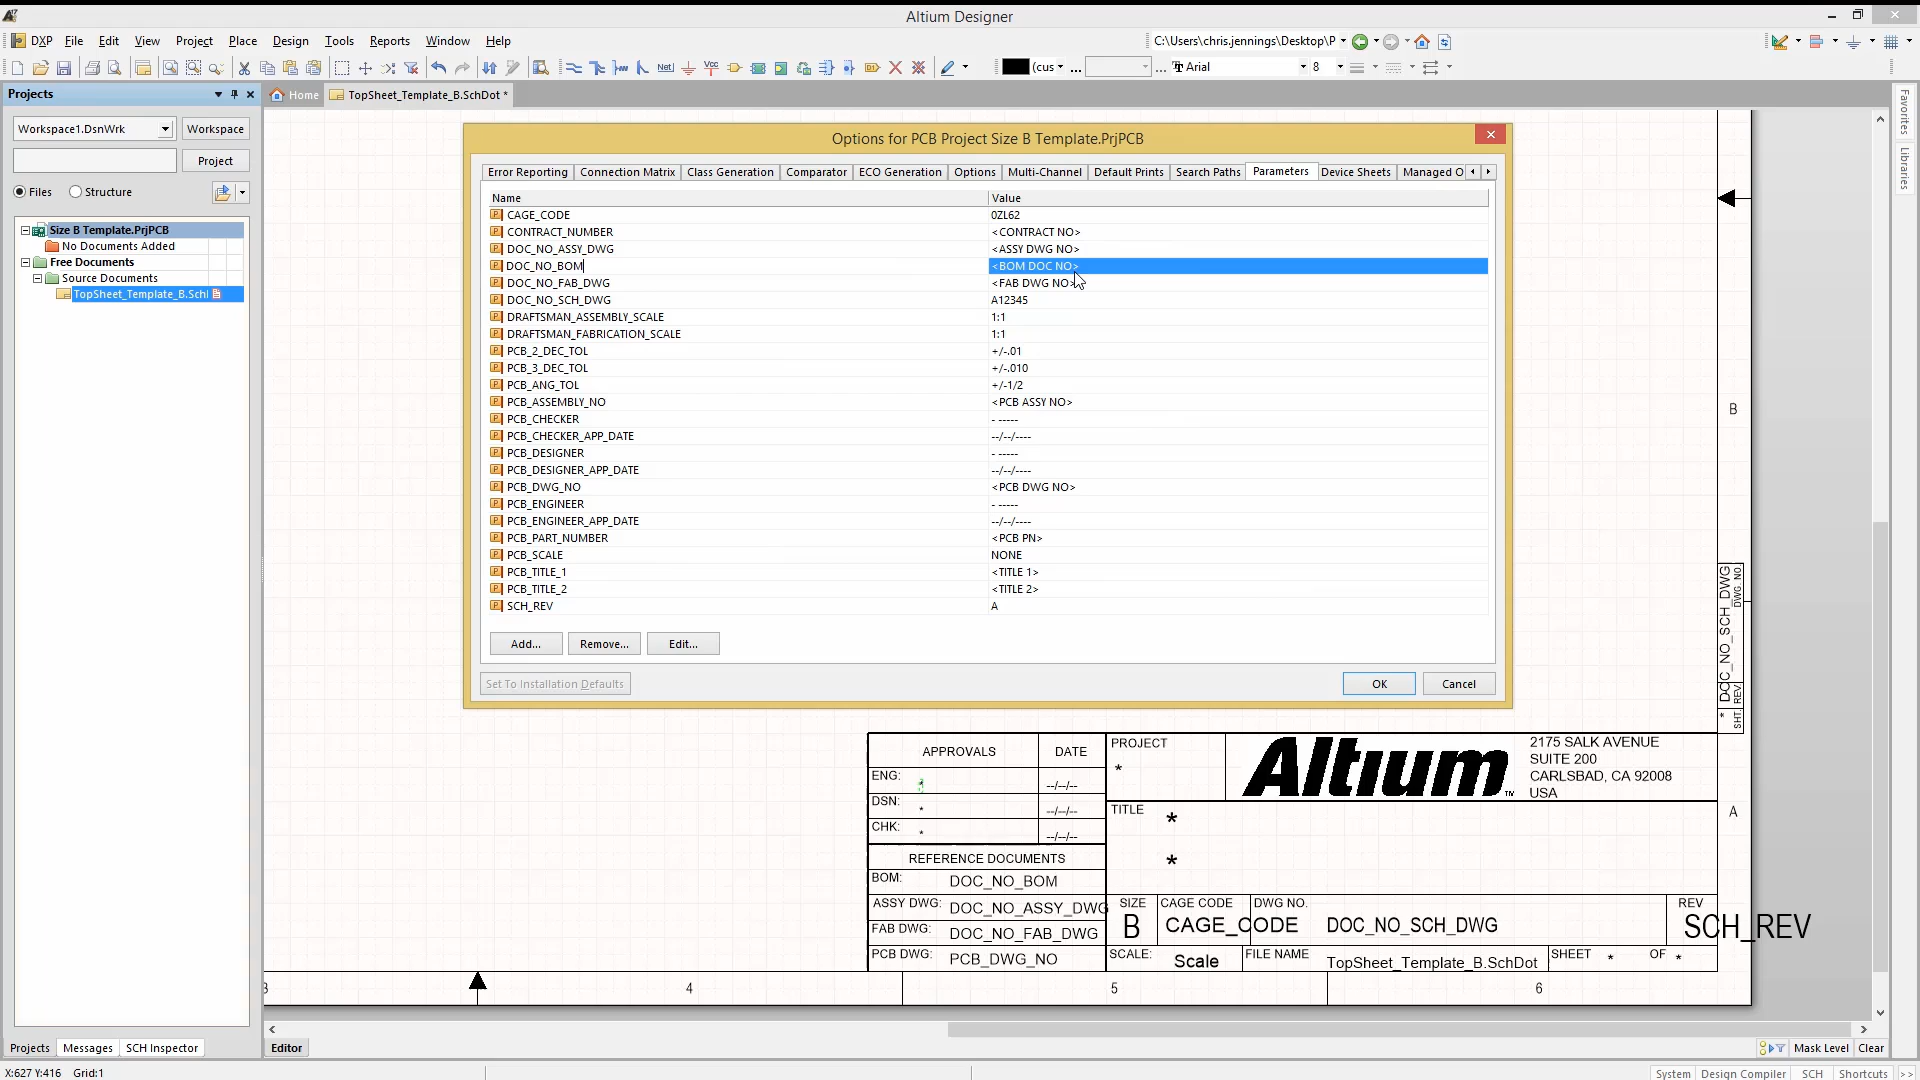 Altium Designer
DXP File Edit View Project Place Design Tools Reports Window Help
C:\Users\chris.jennings\Desktop\P
Net Vcc (cus ... ... Arial 8
Projects
Home TopSheet_Template_B.SchDot *
Workspace1.DsnWrk Workspace
Project
Files Structure
Size B Template.PrjPCB
No Documents Added
Free Documents
Source Documents
TopSheet_Template_B.Sch
Favorites
Libraries
Options for PCB Project Size B Template.PrjPCB
Error Reporting Connection Matrix Class Generation Comparator ECO Generation Options Multi-Channel Default Prints Search Paths Parameters Device Sheets Managed O
Name Value
CAGE_CODE 0ZL62
CONTRACT_NUMBER <CONTRACT NO>
DOC_NO_ASSY_DWG <ASSY DWG NO>
DOC_NO_BOM <BOM DOC NO>
DOC_NO_FAB_DWG <FAB DWG NO>
DOC_NO_SCH_DWG A12345
DRAFTSMAN_ASSEMBLY_SCALE 1:1
DRAFTSMAN_FABRICATION_SCALE 1:1
PCB_2_DEC_TOL +/-.01
PCB_3_DEC_TOL +/-.010
PCB_ANG_TOL +/-1/2
PCB_ASSEMBLY_NO <PCB ASSY NO>
PCB_CHECKER - -----
PCB_CHECKER_APP_DATE --/--/----
PCB_DESIGNER - -----
PCB_DESIGNER_APP_DATE --/--/----
PCB_DWG_NO <PCB DWG NO>
PCB_ENGINEER - -----
PCB_ENGINEER_APP_DATE --/--/----
PCB_PART_NUMBER <PCB PN>
PCB_SCALE NONE
PCB_TITLE_1 <TITLE 1>
PCB_TITLE_2 <TITLE 2>
SCH_REV A
Add... Remove... Edit...
Set To Installation Defaults OK Cancel
B
DWG. NO
DOC_NO_SCH_DWG
REV
SHT.
*
A
APPROVALS DATE
ENG: * --/--/--
DSN: * --/--/--
CHK: * --/--/--
REFERENCE DOCUMENTS
BOM: DOC_NO_BOM
ASSY DWG: DOC_NO_ASSY_DWG
FAB DWG: DOC_NO_FAB_DWG
PCB DWG: PCB_DWG_NO
PROJECT
*
Altium TM
2175 SALK AVENUE
SUITE 200
CARLSBAD, CA 92008
USA
TITLE *
*
SIZE CAGE CODE DWG NO. REV
B CAGE_CODE DOC_NO_SCH_DWG SCH_REV
SCALE: Scale FILE NAME TopSheet_Template_B.SchDot SHEET * OF *
3 4 5 6
Projects Messages SCH Inspector Editor Mask Level Clear
X:627 Y:416 Grid:1 System Design Compiler SCH Shortcuts >>